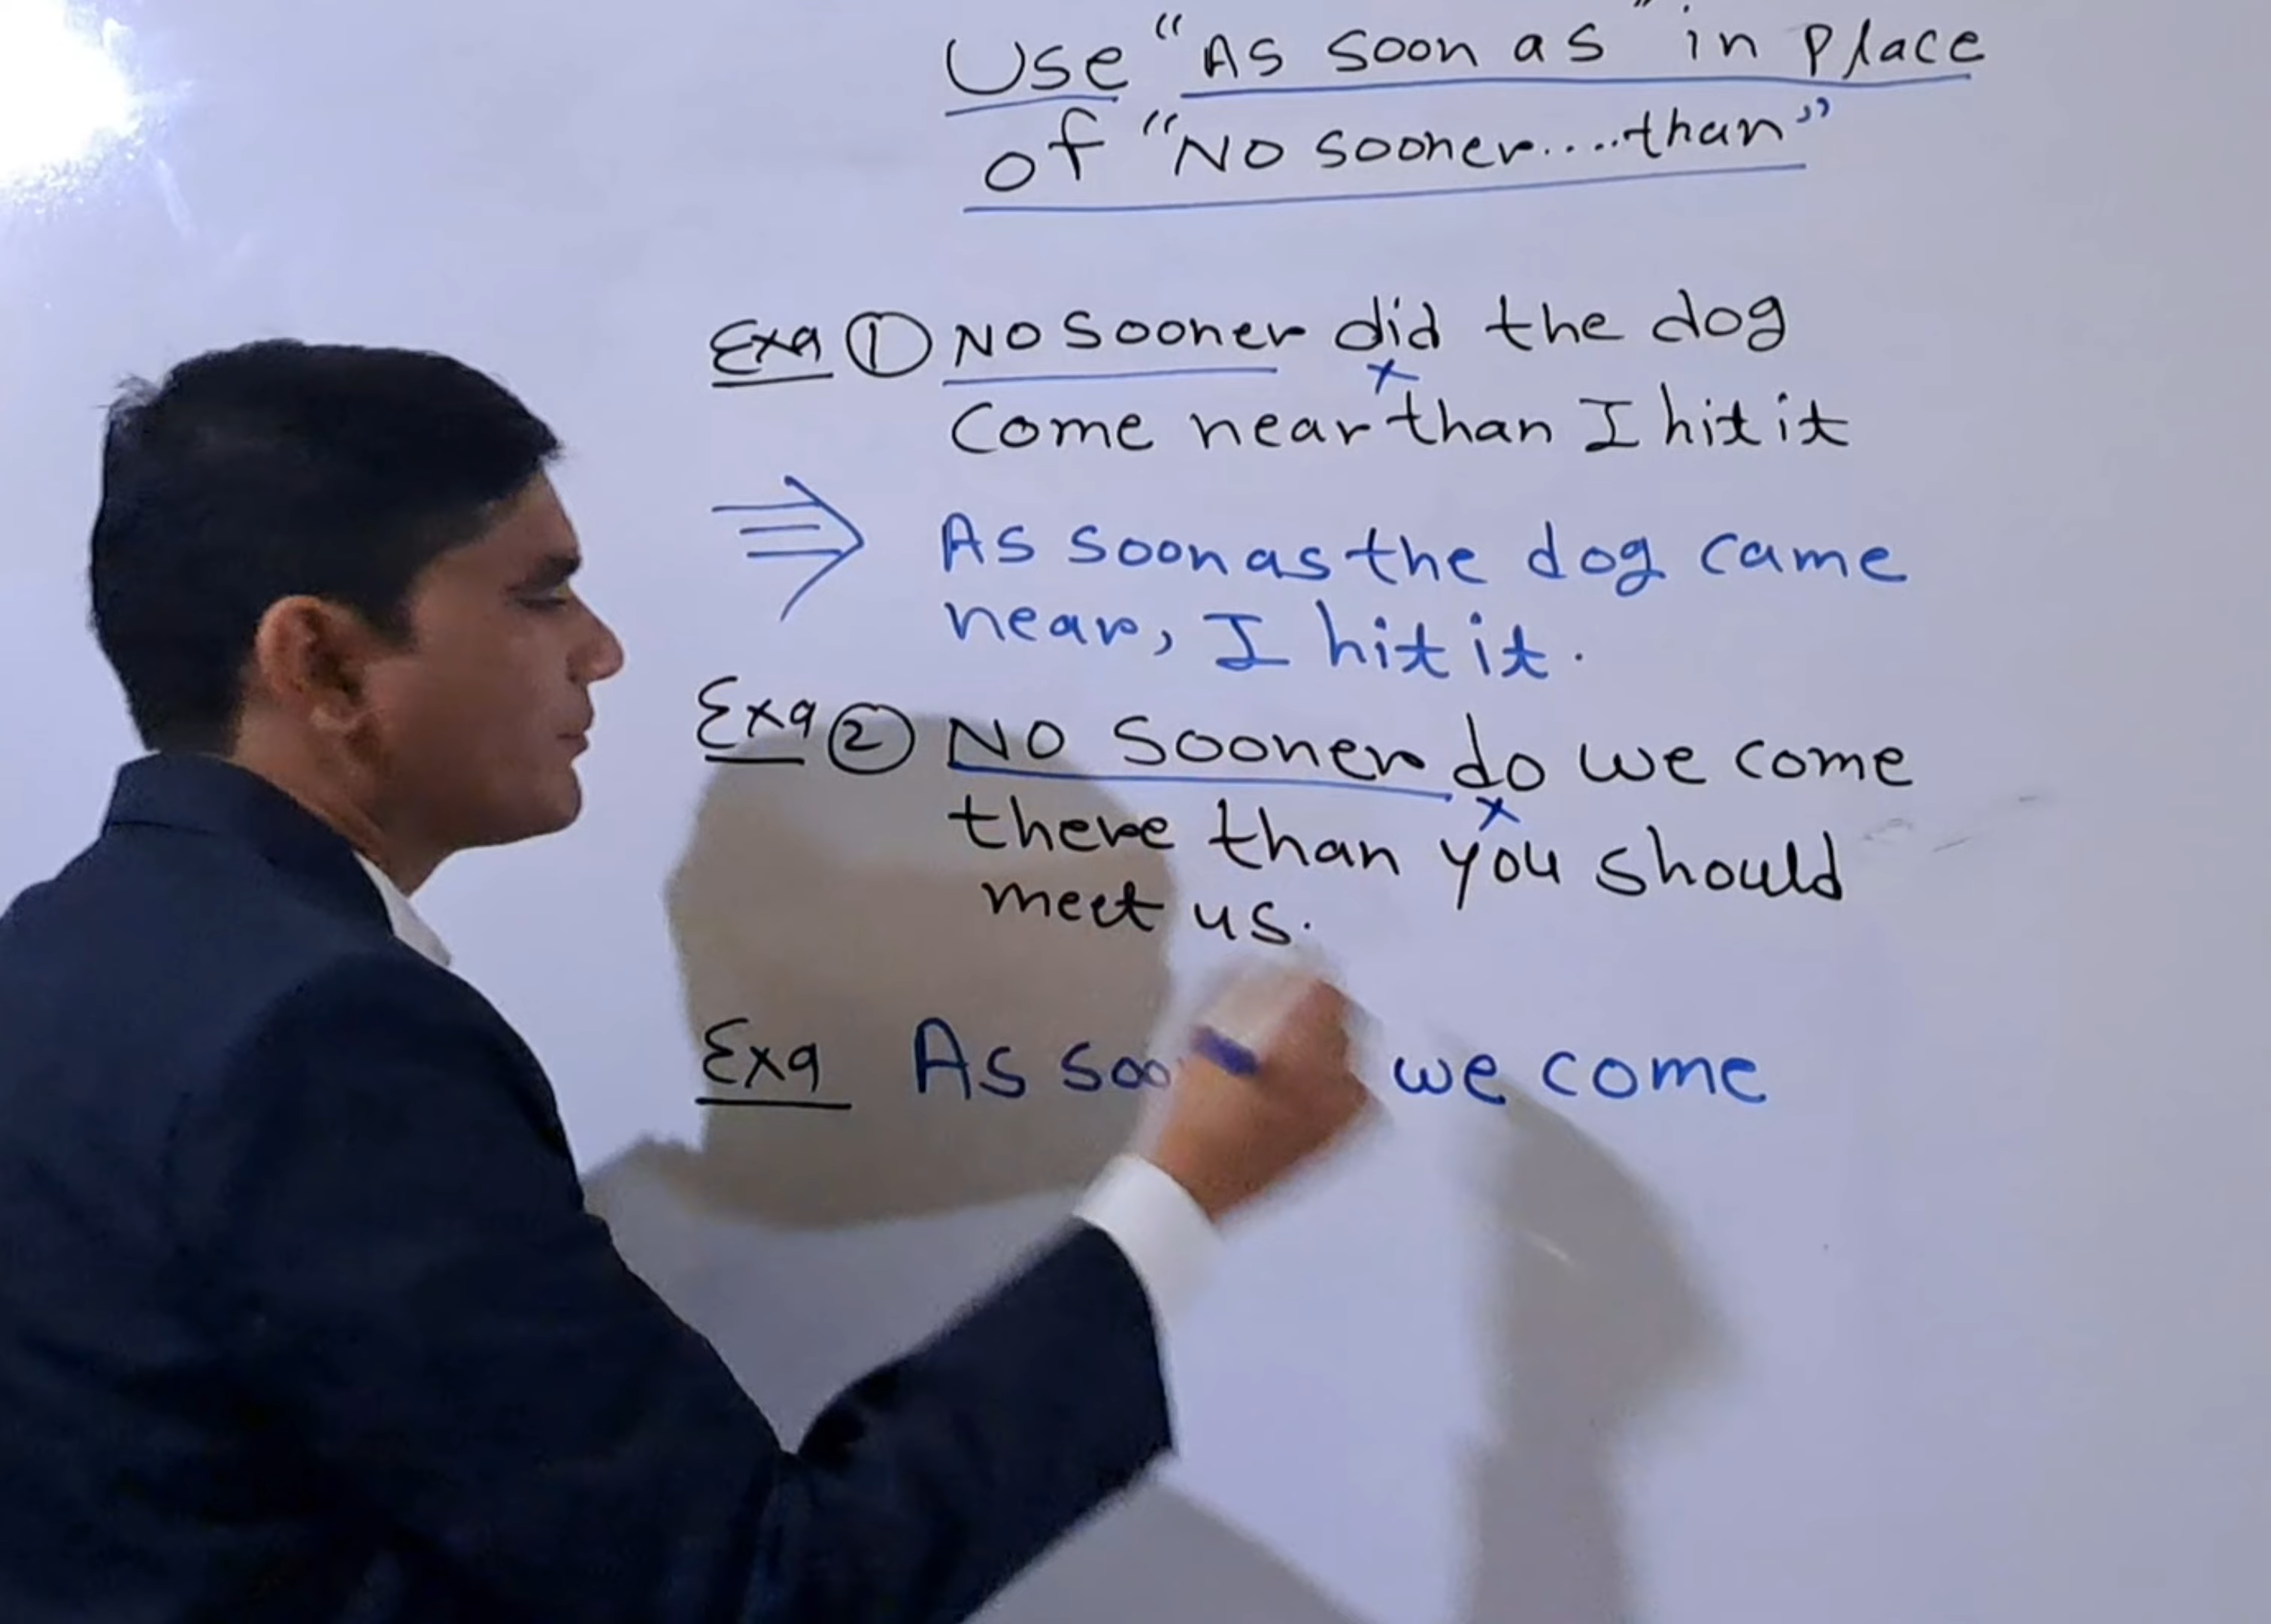 Use "As soon as" in place
of "No sooner.....than"
Exa ① No sooner did the dog
x
come near than I hit it
As soon as the dog came
near, I hit it.
Exa ② No sooner do we come
x
there than you should
meet us.
Exa As we come